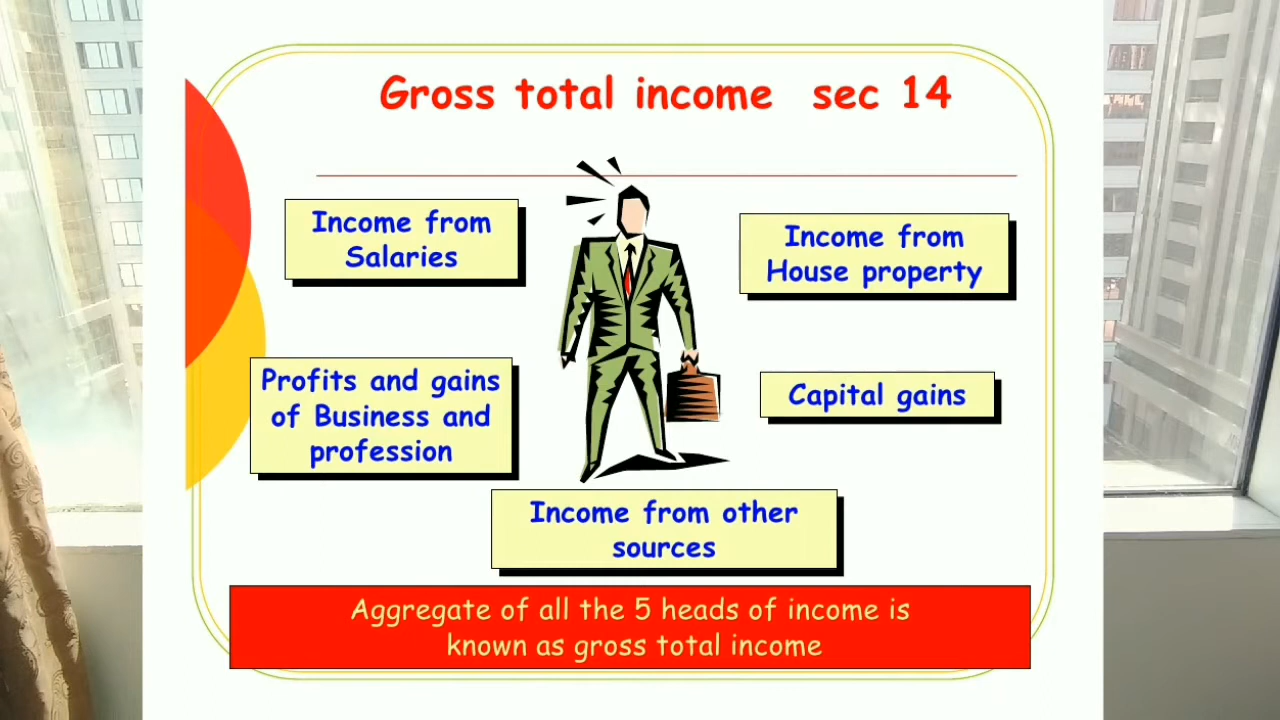 Gross total income sec 14
Income from
Salaries
Income from
House property
Profits and gains
of Business and
profession
Capital gains
Income from other
sources
Aggregate of all the 5 heads of income is
known as gross total income